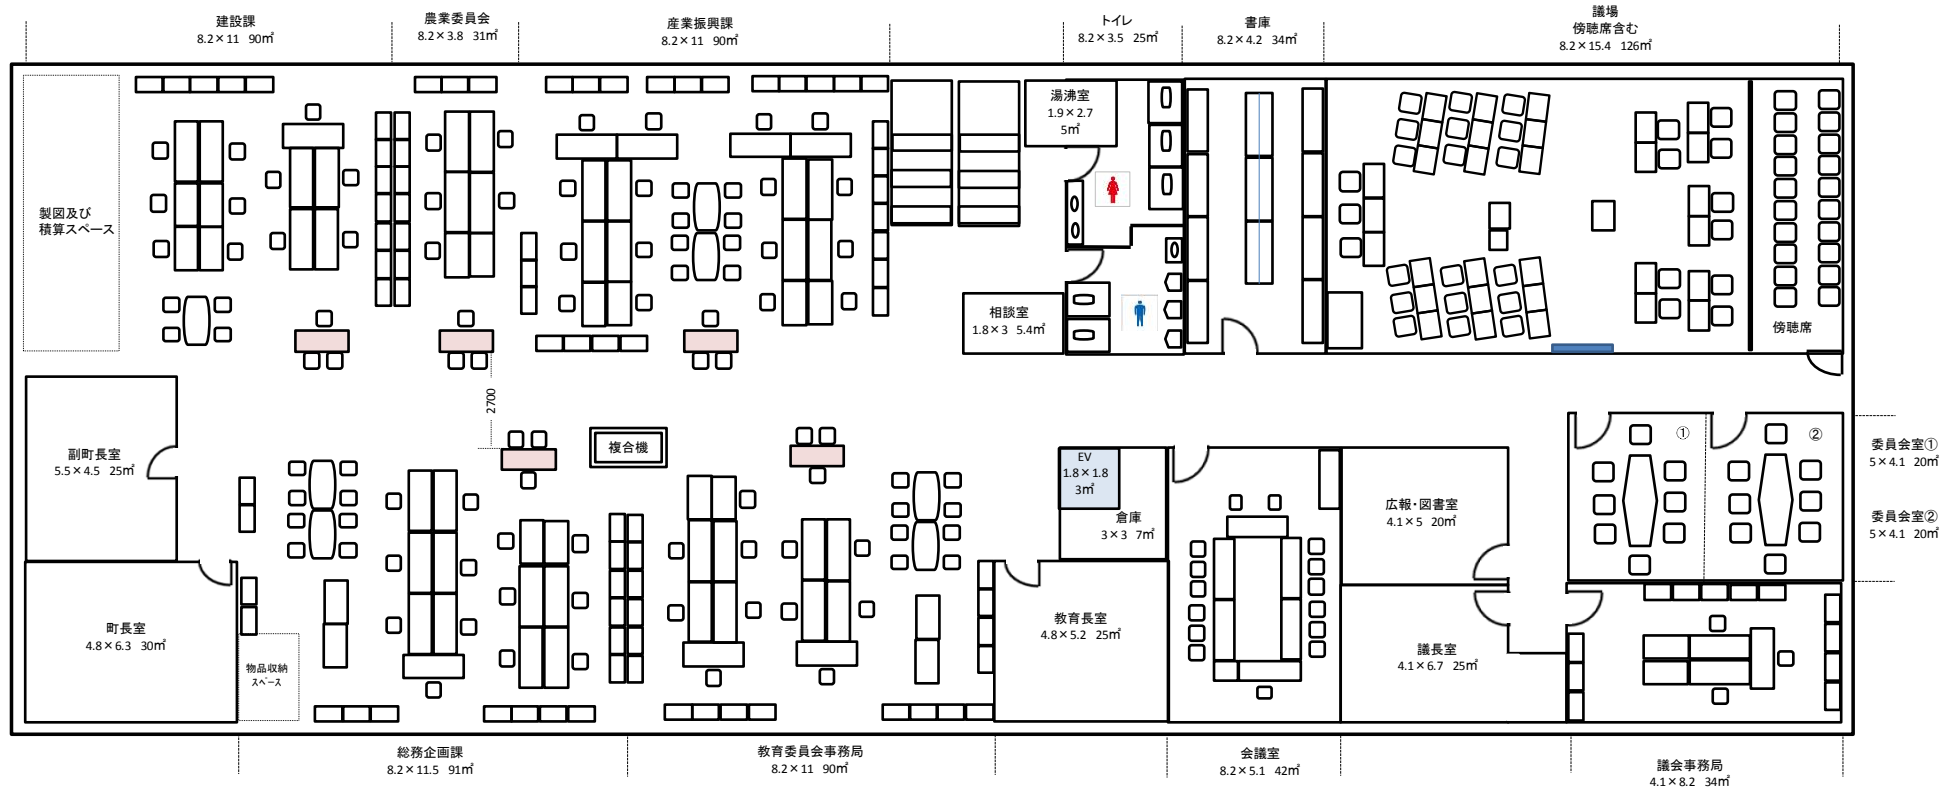 建設課
8.2×11 90㎡
農業委員会
8.2×3.8 31㎡
産業振興課
8.2×11 90㎡
トイレ
8.2×3.5 25㎡
書庫
8.2×4.2 34㎡
議場
傍聴席含む
8.2×15.4 126㎡
製図及び
積算スペース
湯沸室
1.9×2.7
5㎡
相談室
1.8×3 5.4㎡
傍聴席
2700
副町長室
5.5×4.5 25㎡
複合機
EV
1.8×1.8
3㎡
倉庫
3×3 7㎡
広報・図書室
4.1×5 20㎡
①
②
委員会室①
5×4.1 20㎡
委員会室②
5×4.1 20㎡
町長室
4.8×6.3 30㎡
物品収納
スペース
教育長室
4.8×5.2 25㎡
議長室
4.1×6.7 25㎡
総務企画課
8.2×11.5 91㎡
教育委員会事務局
8.2×11 90㎡
会議室
8.2×5.1 42㎡
議会事務局
4.1×8.2 34㎡